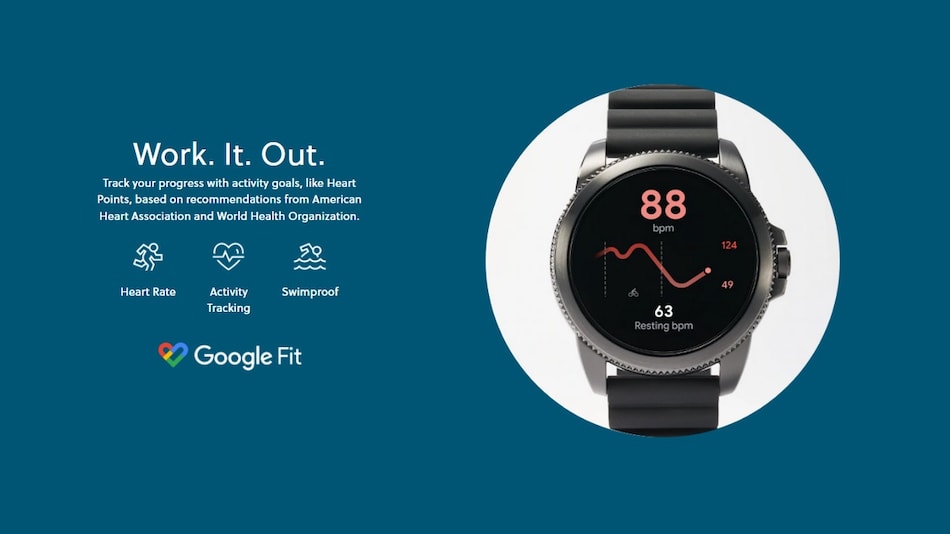 Work. It. Out.
Track your progress with activity goals, like Heart
Points, based on recommendations from American
Heart Association and World Health Organization.
Heart Rate
Activity
Tracking
Swimproof
Google Fit
88
bpm
124
49
63
Resting bpm